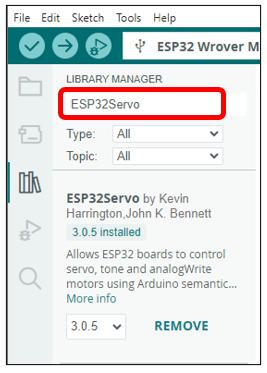 File Edit Sketch Tools Help
ESP32 Wrover M
LIBRARY MANAGER
ESP32Servo
Type: All
Topic: All
ESP32Servo by Kevin
Harrington,John K. Bennett
3.0.5 installed
Allows ESP32 boards to control
servo, tone and analogWrite
motors using Arduino semantic...
More info
3.0.5 REMOVE